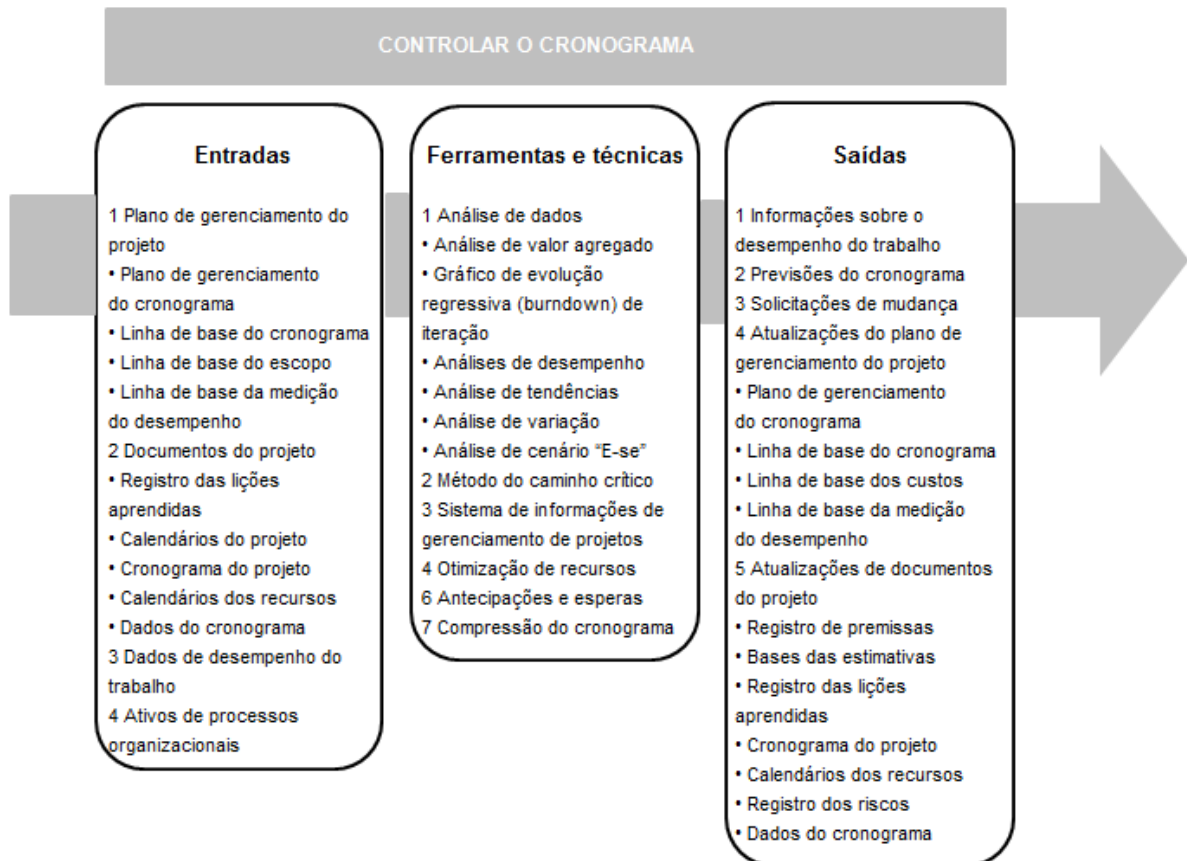 CONTROLAR O CRONOGRAMA
Entradas
1 Plano de gerenciamento do
projeto
• Plano de gerenciamento
do cronograma
• Linha de base do cronograma
• Linha de base do escopo
• Linha de base da medição
do desempenho
2 Documentos do projeto
• Registro das lições
aprendidas
• Calendários do projeto
• Cronograma do projeto
• Calendários dos recursos
• Dados do cronograma
3 Dados de desempenho do
trabalho
4 Ativos de processos
organizacionais
Ferramentas e técnicas
1 Análise de dados
• Análise de valor agregado
• Gráfico de evolução
regressiva (burndown) de
iteração
• Análises de desempenho
• Análise de tendências
• Análise de variação
• Análise de cenário “E-se”
2 Método do caminho crítico
3 Sistema de informações de
gerenciamento de projetos
4 Otimização de recursos
6 Antecipações e esperas
7 Compressão do cronograma
Saídas
1 Informações sobre o
desempenho do trabalho
2 Previsões do cronograma
3 Solicitações de mudança
4 Atualizações do plano de
gerenciamento do projeto
• Plano de gerenciamento
do cronograma
• Linha de base do cronograma
• Linha de base dos custos
• Linha de base da medição
do desempenho
5 Atualizações de documentos
do projeto
• Registro de premissas
• Bases das estimativas
• Registro das lições
aprendidas
• Cronograma do projeto
• Calendários dos recursos
• Registro dos riscos
• Dados do cronograma